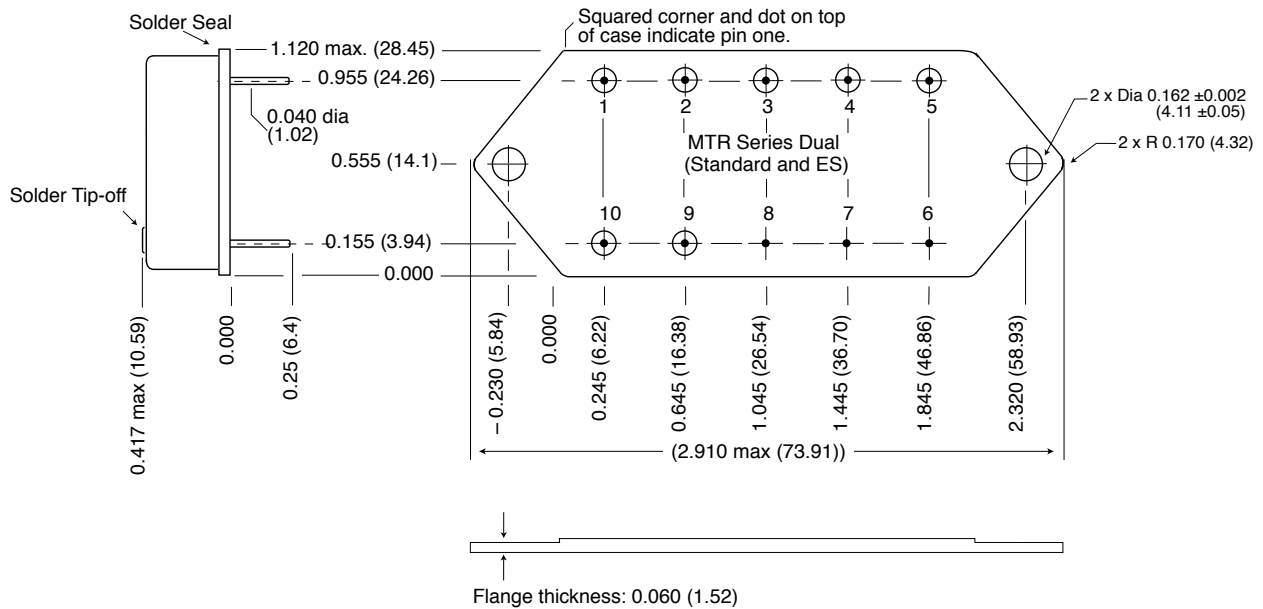 Solder Seal
Squared corner and dot on top
of case indicate pin one.
1.120 max. (28.45)
0.955 (24.26)
0.040 dia
(1.02)
1 2 3 4 5
2 x Dia 0.162 ±0.002
(4.11 ±0.05)
2 x R 0.170 (4.32)
MTR Series Dual
(Standard and ES)
0.555 (14.1)
Solder Tip-off
10 9 8 7 6
0.155 (3.94)
0.000
0.417 max (10.59)
0.000
0.25 (6.4)
– 0.230 (5.84)
0.000
0.245 (6.22)
0.645 (16.38)
1.045 (26.54)
1.445 (36.70)
1.845 (46.86)
2.320 (58.93)
(2.910 max (73.91))
Flange thickness: 0.060 (1.52)